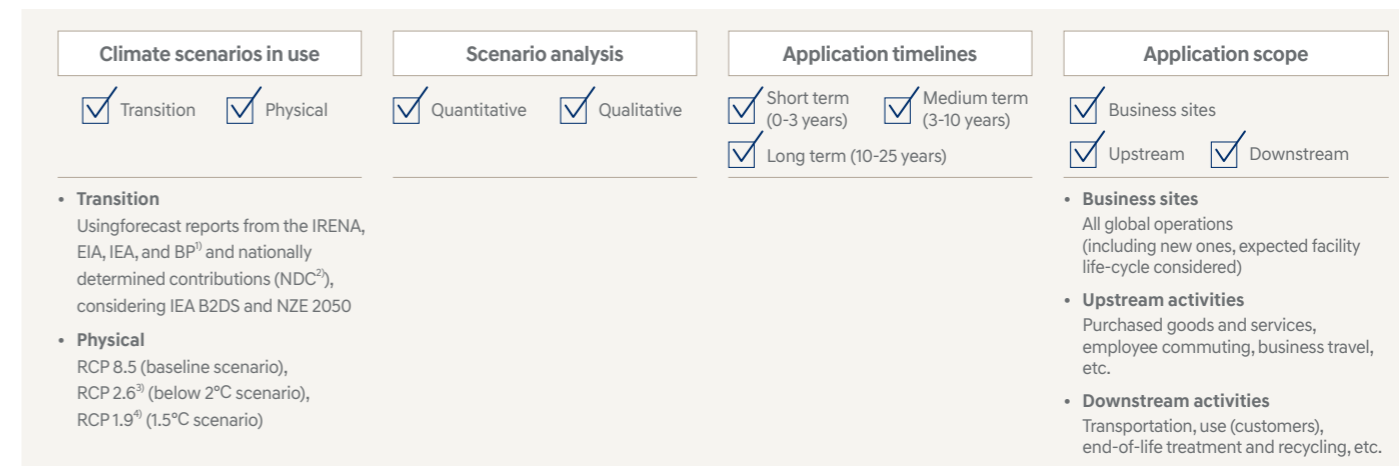 Climate scenarios in use
Transition
Physical
• Transition
Usingforecast reports from the IRENA,
EIA, IEA, and BP1) and nationally
determined contributions (NDC2)),
considering IEA B2DS and NZE 2050
• Physical
RCP 8.5 (baseline scenario),
RCP 2.63) (below 2°C scenario),
RCP 1.94) (1.5°C scenario)
Scenario analysis
Quantitative
Qualitative
Application timelines
Short term
(0-3 years)
Medium term
(3-10 years)
Long term (10-25 years)
Application scope
Business sites
Upstream
Downstream
• Business sites
All global operations
(including new ones, expected facility
life-cycle considered)
• Upstream activities
Purchased goods and services,
employee commuting, business travel,
etc.
• Downstream activities
Transportation, use (customers),
end-of-life treatment and recycling, etc.